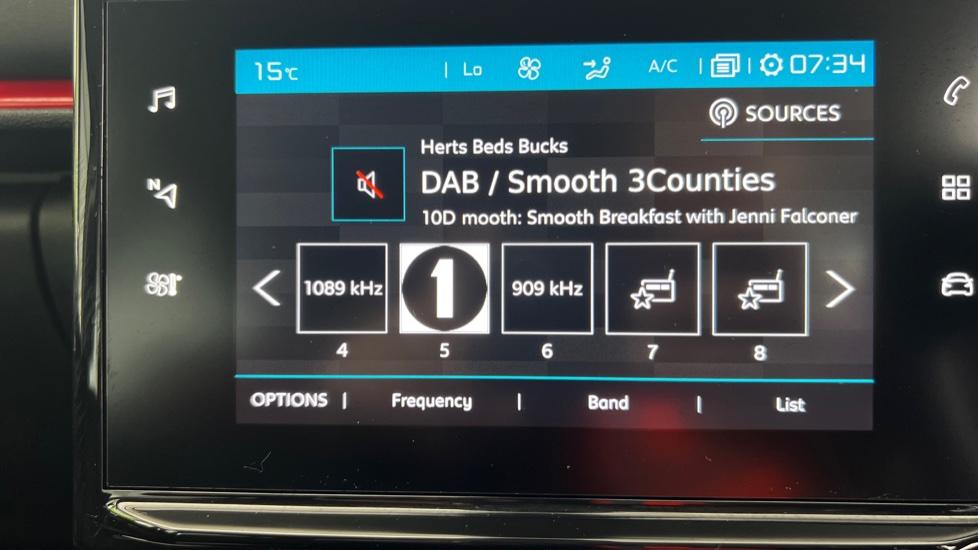 15°C | Lo A/C | | 07:34
SOURCES
Herts Beds Bucks
DAB / Smooth 3Counties
10D mooth: Smooth Breakfast with Jenni Falconer
1089 kHz 1 909 kHz
4 5 6 7 8
OPTIONS | Frequency | Band | List
N